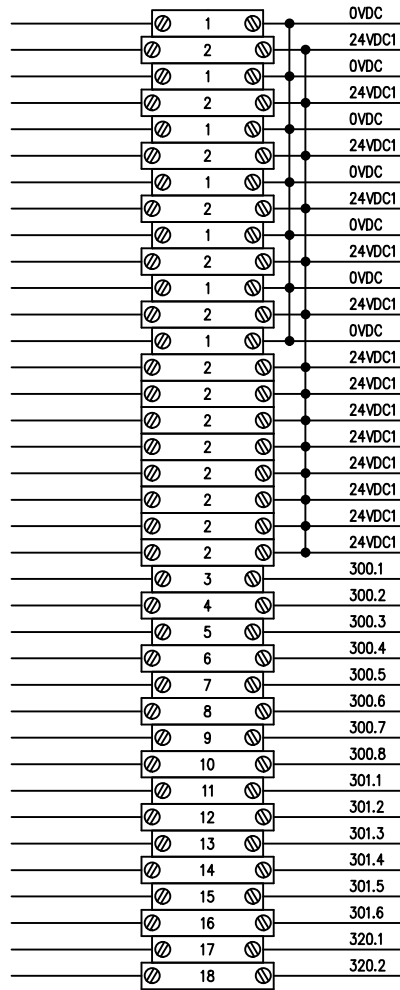 1 0VDC
2 24VDC1
1 0VDC
2 24VDC1
1 0VDC
2 24VDC1
1 0VDC
2 24VDC1
1 0VDC
2 24VDC1
1 0VDC
2 24VDC1
1 0VDC
2 24VDC1
2 24VDC1
2 24VDC1
2 24VDC1
2 24VDC1
2 24VDC1
2 24VDC1
2 24VDC1
3 300.1
4 300.2
5 300.3
6 300.4
7 300.5
8 300.6
9 300.7
10 300.8
11 301.1
12 301.2
13 301.3
14 301.4
15 301.5
16 301.6
17 320.1
18 320.2